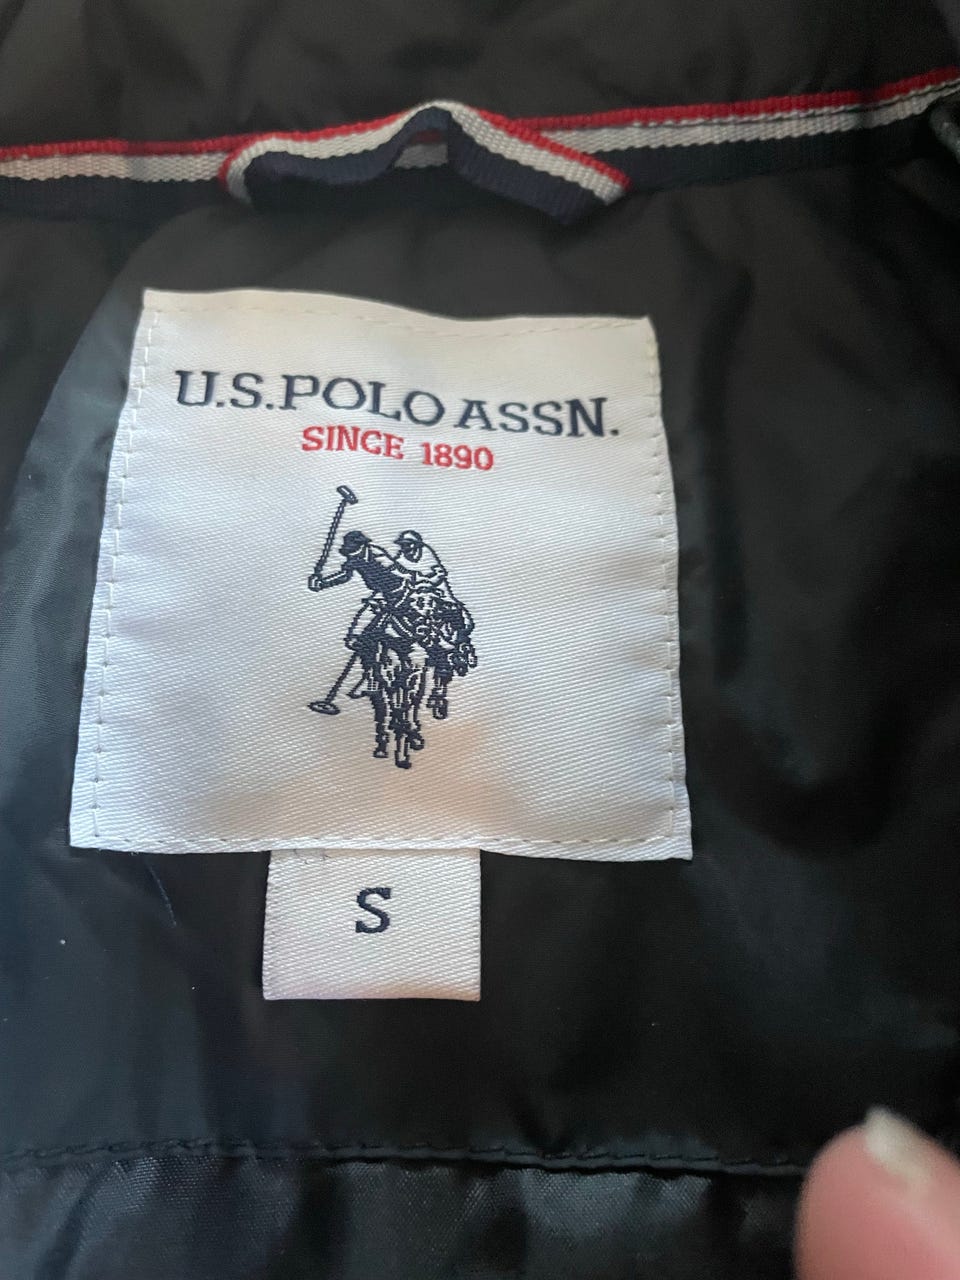 U.S. POLO ASSN.
SINCE 1890
S